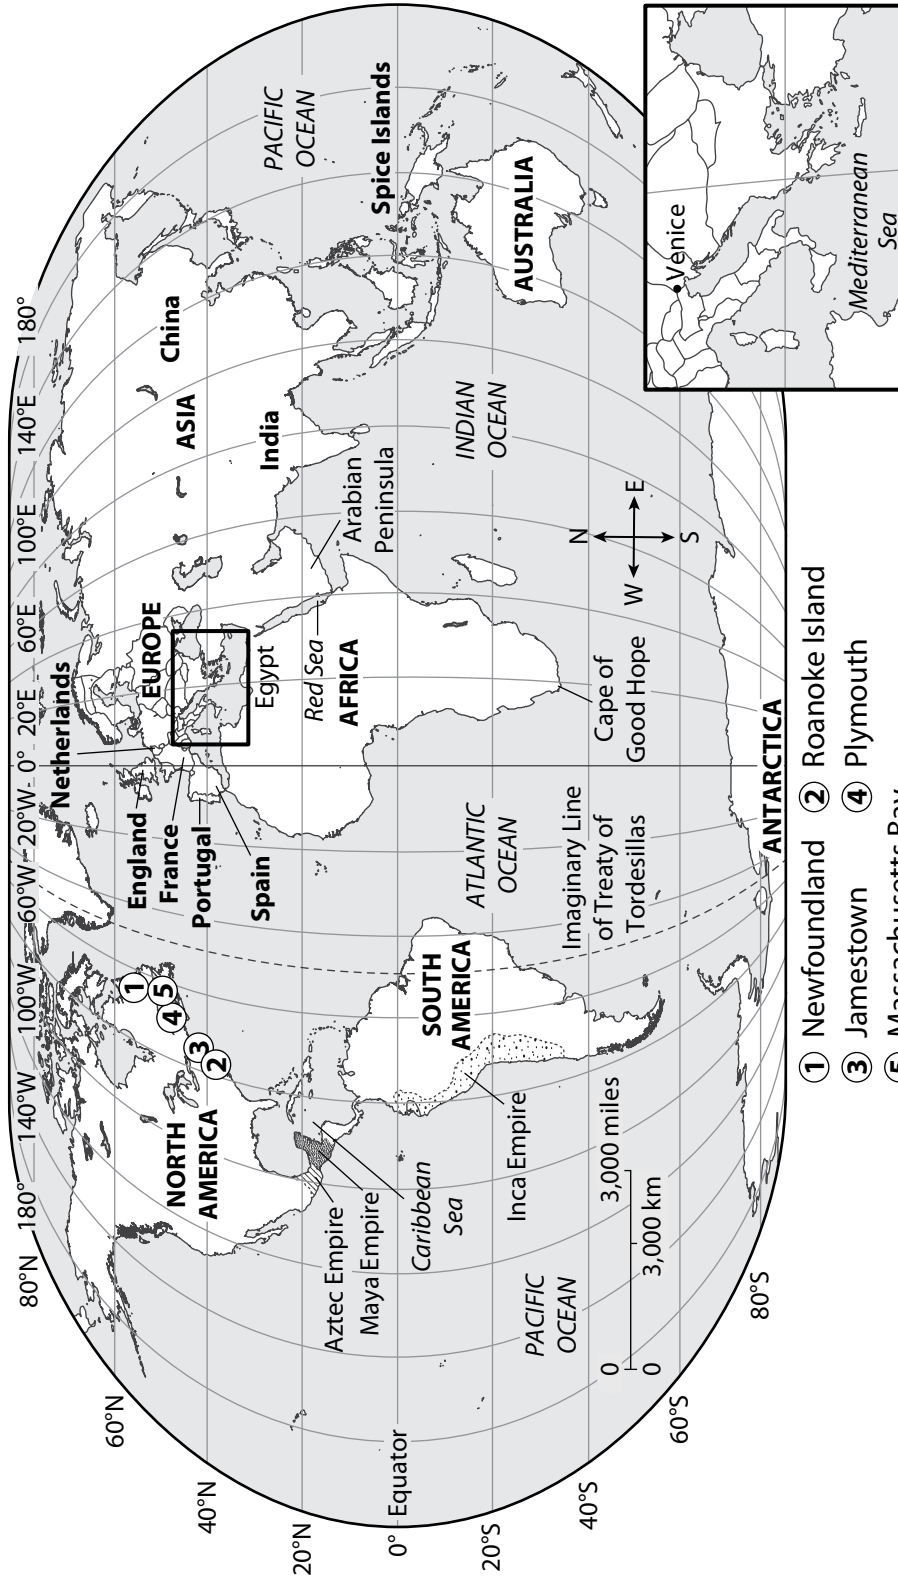 80°N
180°
140°W
100°W
60°W
20°W
0°
20°E
60°E
100°E
140°E
180°
60°N
40°N
20°N
0°
Equator
20°S
40°S
60°S
80°S
NORTH
AMERICA
Aztec Empire
Maya Empire
Caribbean
Sea
Inca Empire
PACIFIC
OCEAN
0
3,000 miles
0
3,000 km
SOUTH
AMERICA
1
2
3
4
5
England
France
Portugal
Spain
Netherlands
EUROPE
ATLANTIC
OCEAN
Imaginary Line
of Treaty of
Tordesillas
Egypt
Red Sea
AFRICA
Arabian
Peninsula
Cape of
Good Hope
ASIA
China
India
INDIAN
OCEAN
N
W
E
S
PACIFIC
OCEAN
Spice Islands
AUSTRALIA
ANTARCTICA
Venice
Mediterranean
Sea
1 Newfoundland 2 Roanoke Island
3 Jamestown 4 Plymouth
5 Massachusetts Bay